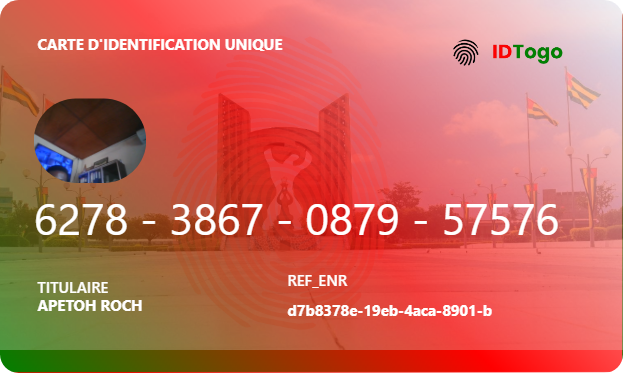 CARTE D'IDENTIFICATION UNIQUE
IDTogo
6278 - 3867 - 0879 - 57576
TITULAIRE
APETOH ROCH
REF_ENR
d7b8378e-19eb-4aca-8901-b